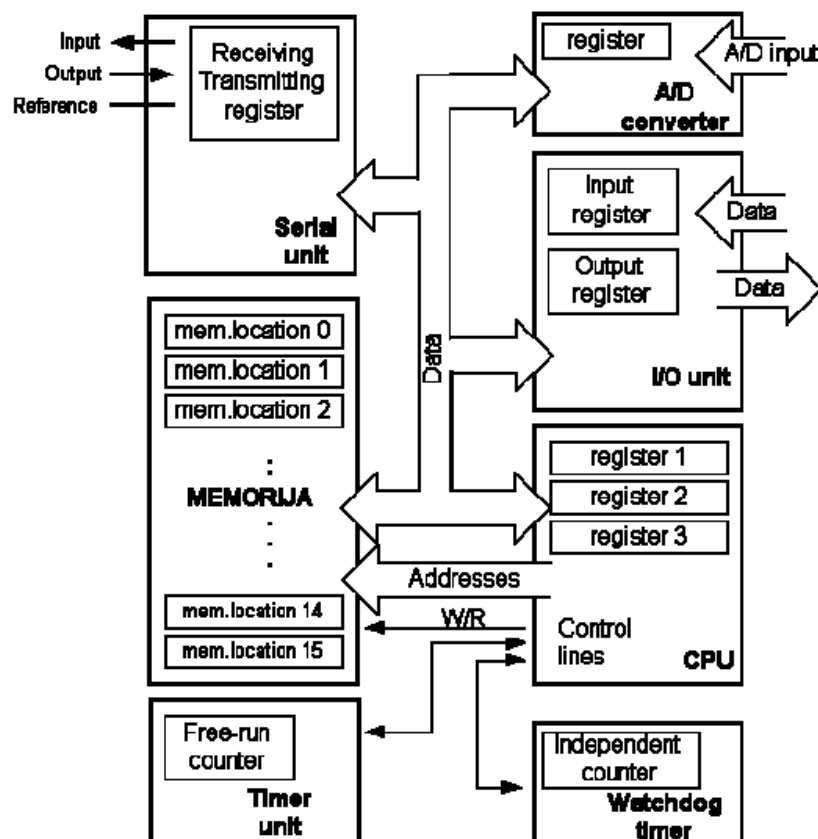 Input
Output
Reference
Receiving
Transmitting
register
Serial
unit
register
A/D input
A/D
converter
Input
register
Data
Output
register
Data
I/O unit
mem.location 0
mem.location 1
mem.location 2
MEMORIJA
mem.location 14
mem.location 15
Data
register 1
register 2
register 3
Addresses
W/R
Control
lines
CPU
Free-run
counter
Timer
unit
Independent
counter
Watchdog
timer